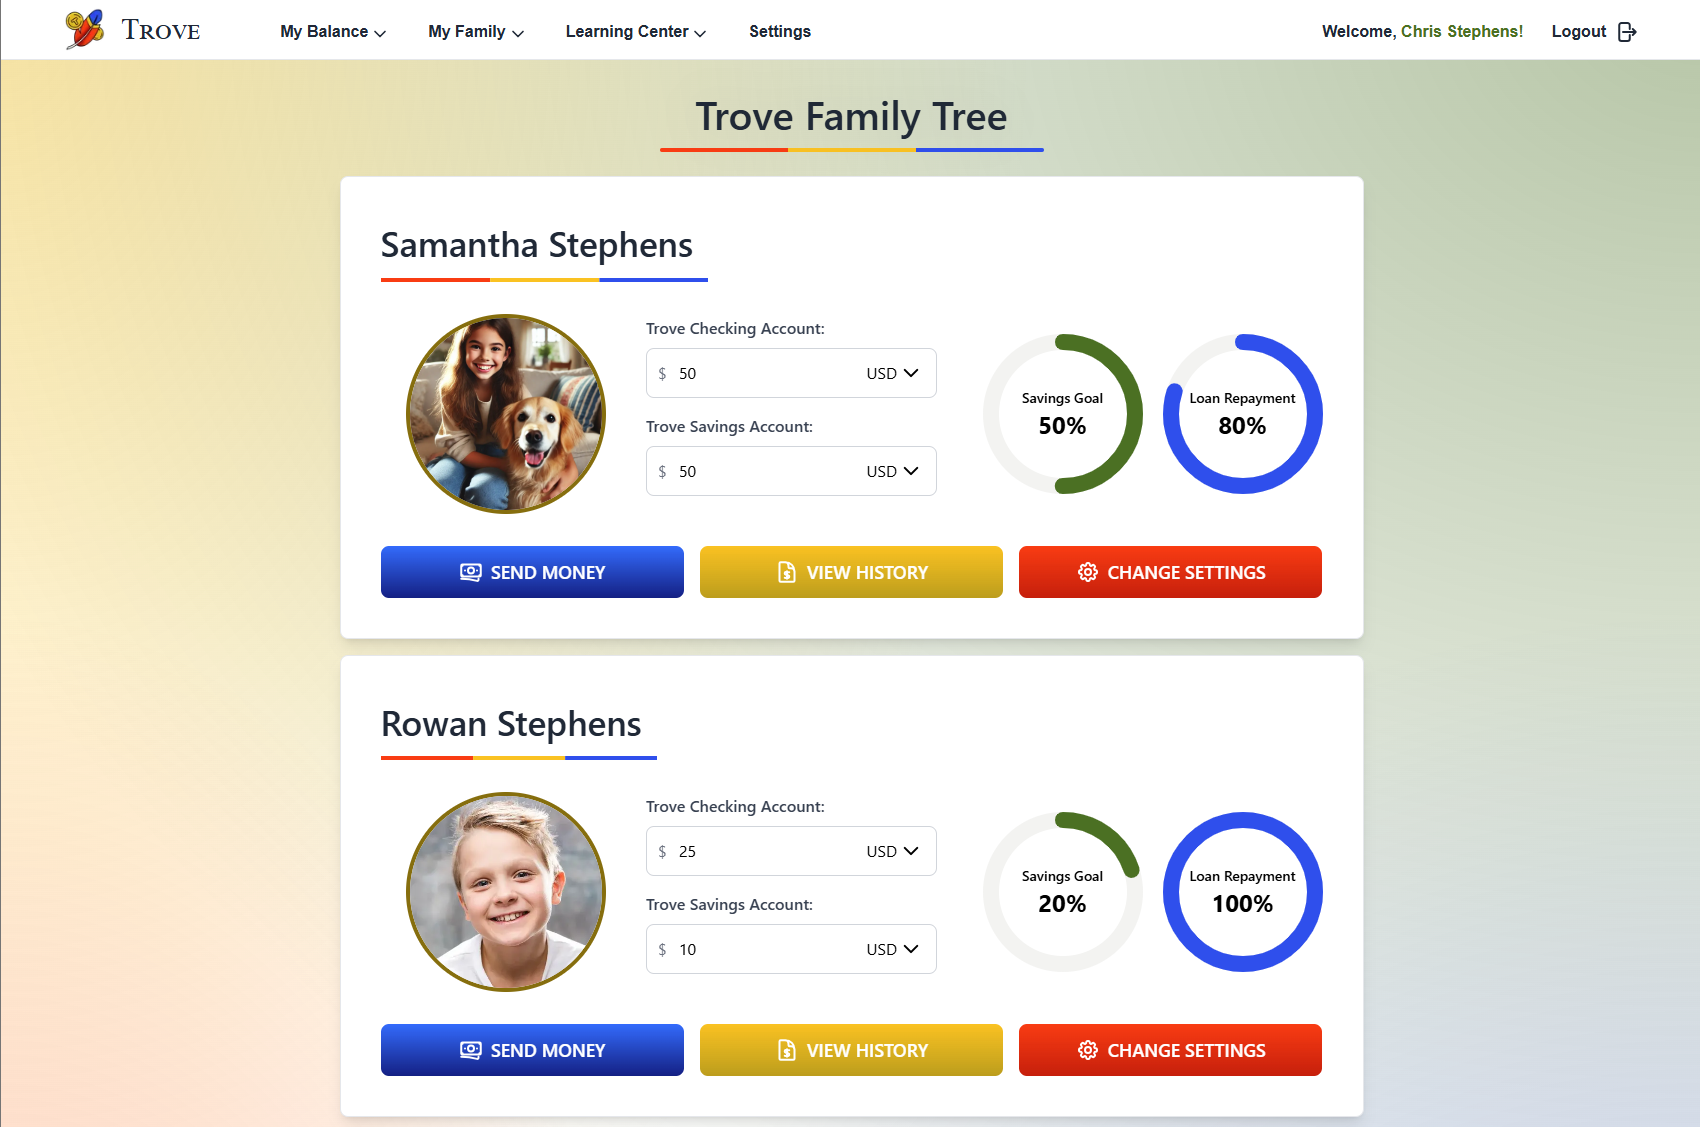 TROVE My Balance My Family Learning Center Settings Welcome, Chris Stephens! Logout
Trove Family Tree
Samantha Stephens
Trove Checking Account:
$ 50 USD
Trove Savings Account:
$ 50 USD
Savings Goal
50%
Loan Repayment
80%
SEND MONEY VIEW HISTORY CHANGE SETTINGS
Rowan Stephens
Trove Checking Account:
$ 25 USD
Trove Savings Account:
$ 10 USD
Savings Goal
20%
Loan Repayment
100%
SEND MONEY VIEW HISTORY CHANGE SETTINGS